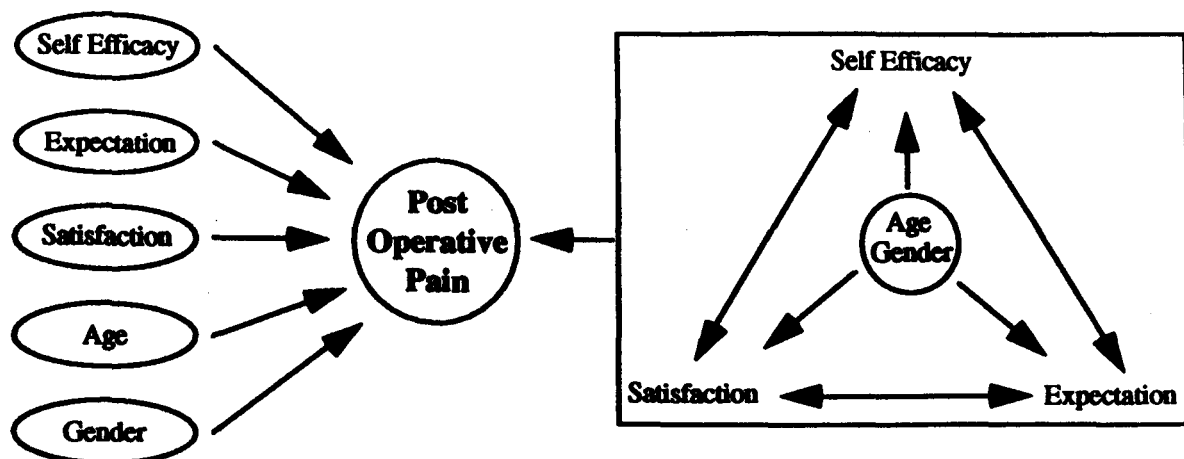 Self Efficacy
Expectation
Satisfaction
Age
Gender
Post
Operative
Pain
Self Efficacy
Age
Gender
Satisfaction
Expectation